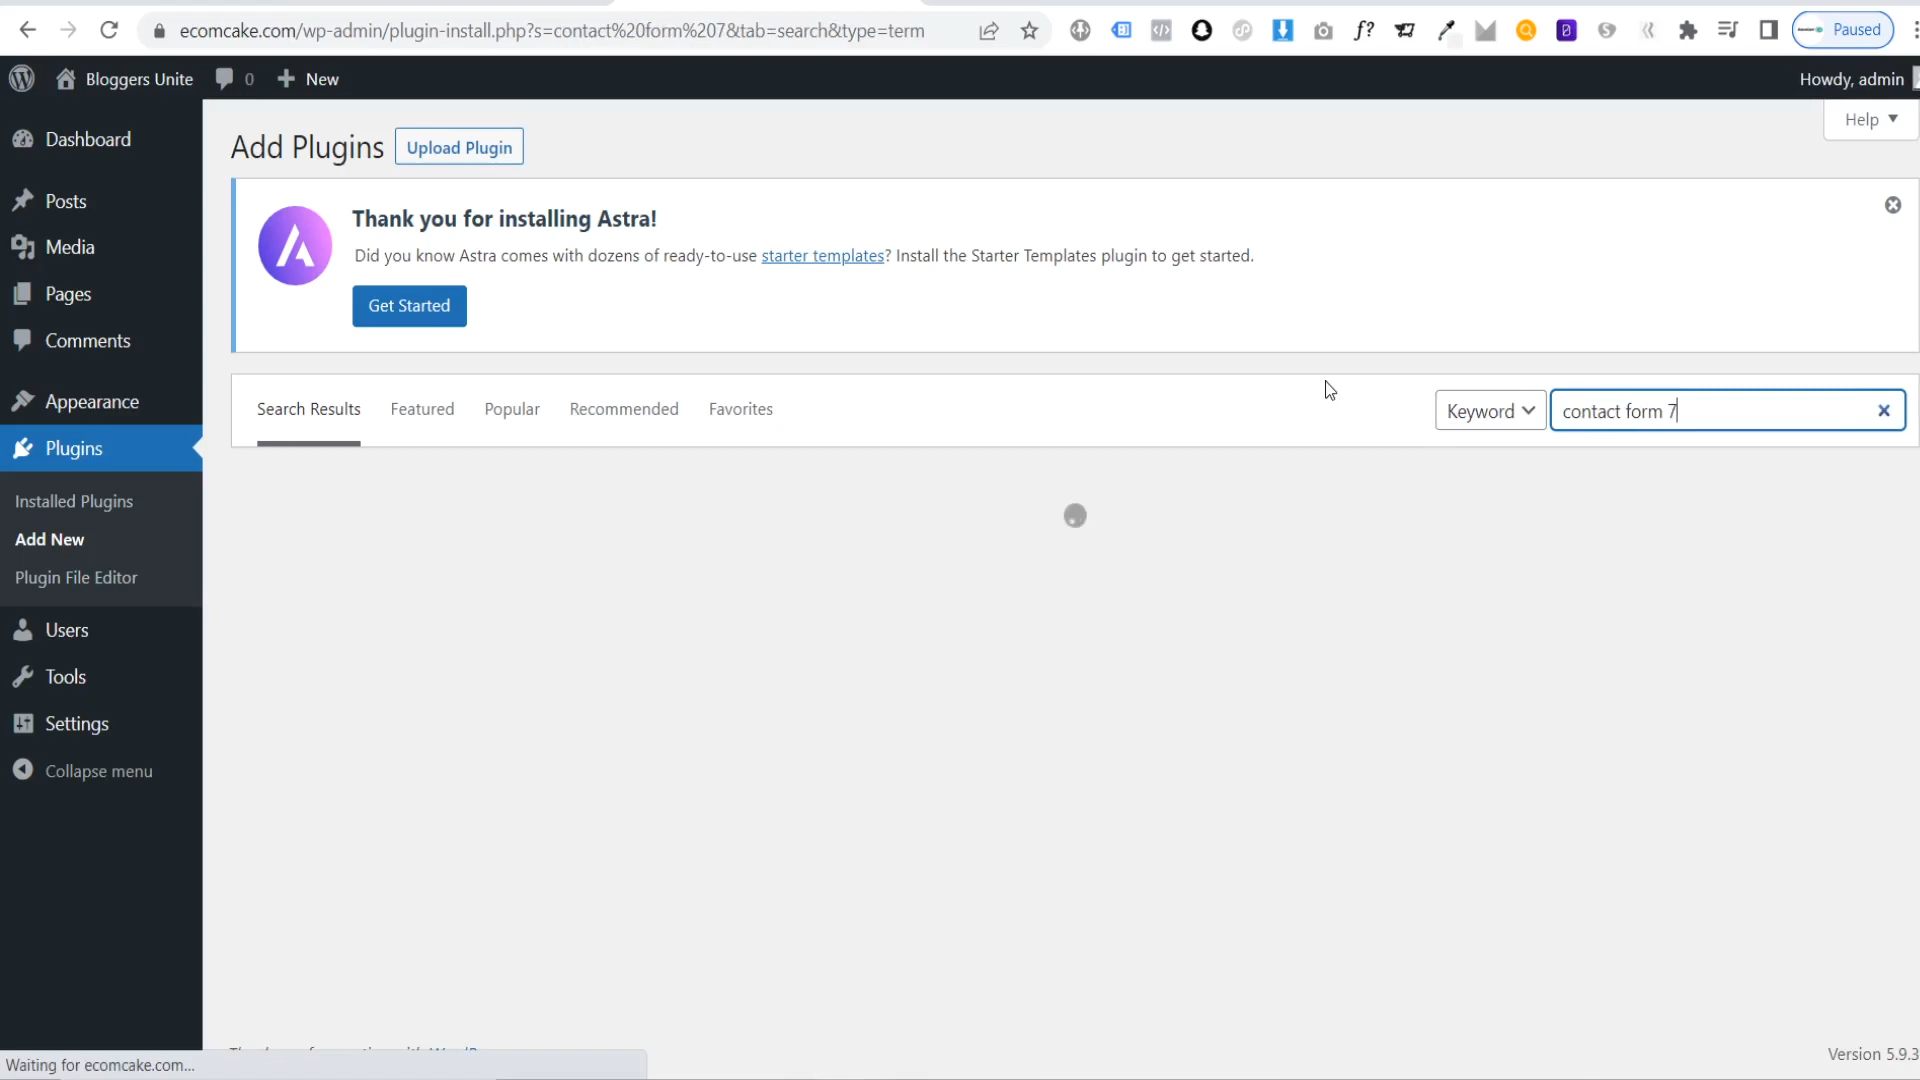 ecomcake.com/wp-admin/plugin-install.php?s=contact%20form%207&tab=search&type=term
Paused
Bloggers Unite
0
New
Howdy, admin
Dashboard
Posts
Media
Pages
Comments
Appearance
Plugins
Installed Plugins
Add New
Plugin File Editor
Users
Tools
Settings
Collapse menu
Help
Add Plugins
Upload Plugin
Thank you for installing Astra!
Did you know Astra comes with dozens of ready-to-use starter templates? Install the Starter Templates plugin to get started.
Get Started
Search Results Featured Popular Recommended Favorites
Keyword
contact form 7
Version 5.9.3
Waiting for ecomcake.com...